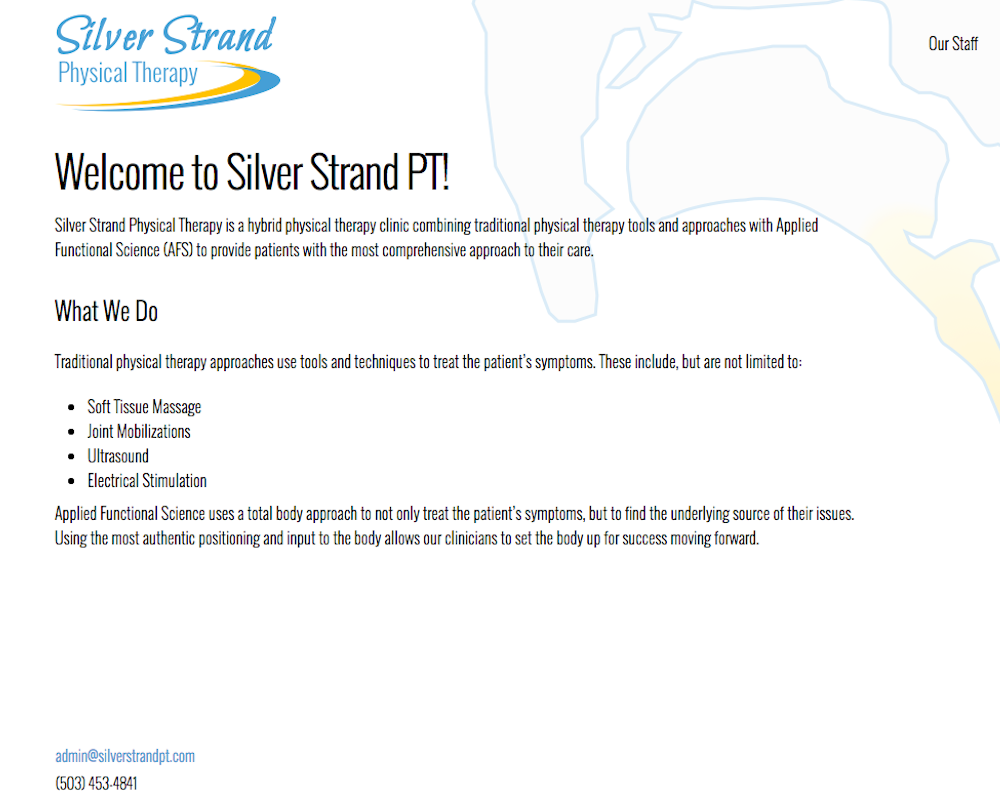 Silver Strand
Physical Therapy
Our Staff
Welcome to Silver Strand PT!
Silver Strand Physical Therapy is a hybrid physical therapy clinic combining traditional physical therapy tools and approaches with Applied
Functional Science (AFS) to provide patients with the most comprehensive approach to their care.
What We Do
Traditional physical therapy approaches use tools and techniques to treat the patient's symptoms. These include, but are not limited to:
• Soft Tissue Massage
• Joint Mobilizations
• Ultrasound
• Electrical Stimulation
Applied Functional Science uses a total body approach to not only treat the patient's symptoms, but to find the underlying source of their issues.
Using the most authentic positioning and input to the body allows our clinicians to set the body up for success moving forward.
admin@silverstrandpt.com
(503) 453-4841